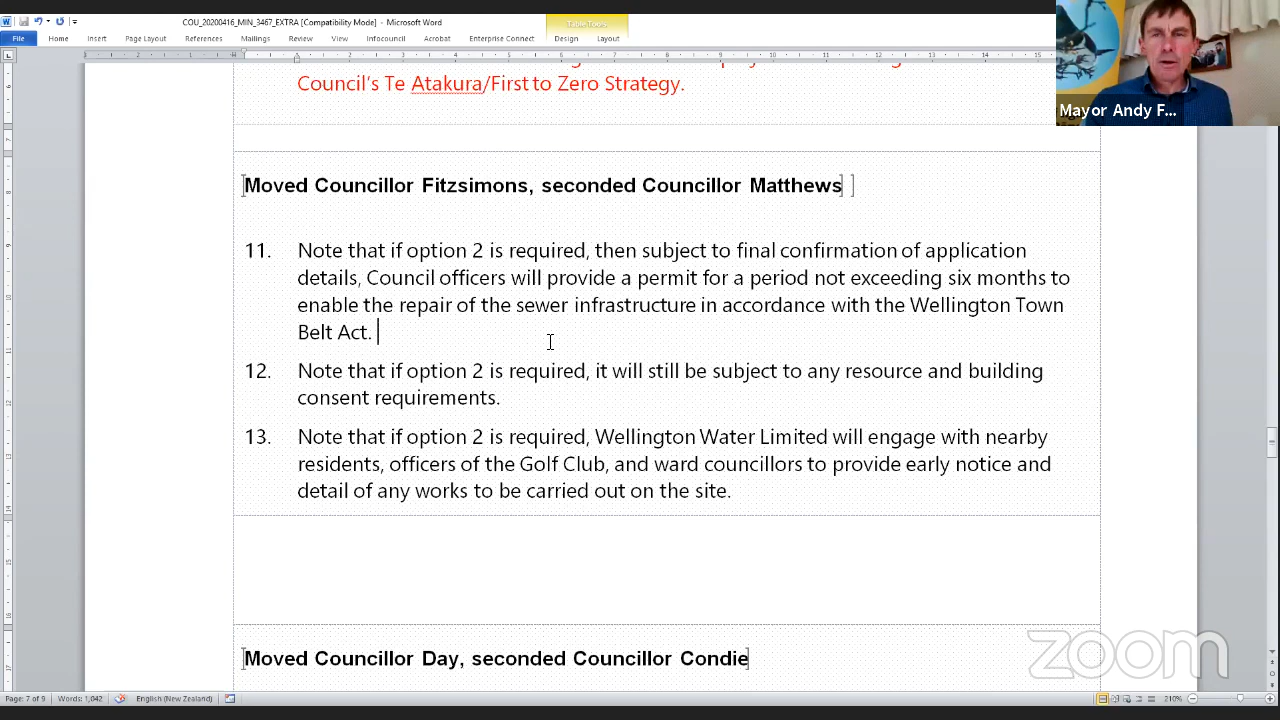 COU_20200416_MIN_3467_EXTRA [Compatibility Mode] - Microsoft Word
Table Tools
File Home Insert Page Layout References Mailings Review View Infocouncil Acrobat Enterprise Connect Design Layout
Mayor Andy F...
Council's Te Atakura/First to Zero Strategy.
Moved Councillor Fitzsimons, seconded Councillor Matthews
11. Note that if option 2 is required, then subject to final confirmation of application
details, Council officers will provide a permit for a period not exceeding six months to
enable the repair of the sewer infrastructure in accordance with the Wellington Town
Belt Act.
12. Note that if option 2 is required, it will still be subject to any resource and building
consent requirements.
13. Note that if option 2 is required, Wellington Water Limited will engage with nearby
residents, officers of the Golf Club, and ward councillors to provide early notice and
detail of any works to be carried out on the site.
Moved Councillor Day, seconded Councillor Condie
zoom
Page: 7 of 9 Words: 1,042 English (New Zealand) 210%